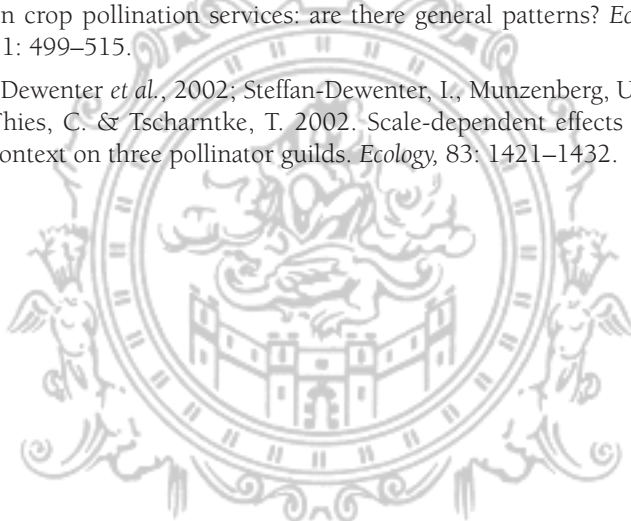 n crop pollination services: are there general patterns? Ec
1: 499–515.
Dewenter et al., 2002; Steffan-Dewenter, I., Munzenberg, U
Thies, C. & Tscharntke, T. 2002. Scale-dependent effects
ontext on three pollinator guilds. Ecology, 83: 1421–1432.